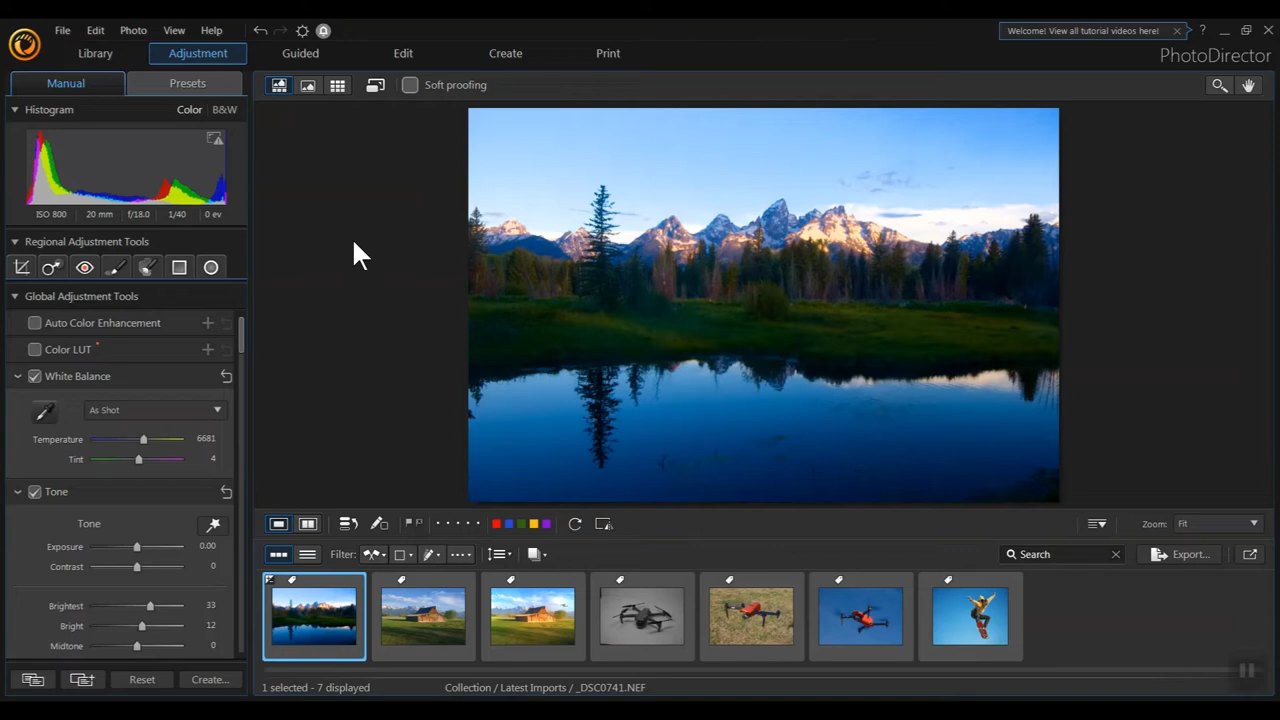 File Edit Photo View Help
Welcome! View all tutorial videos here!
Library Adjustment Guided Edit Create Print
PhotoDirector
Manual Presets
Soft proofing
Histogram Color B&W
ISO 800 20 mm f/18.0 1/40 0 ev
Regional Adjustment Tools
Global Adjustment Tools
Auto Color Enhancement
Color LUT
White Balance
As Shot
Temperature 6681
Tint 4
Tone
Tone
Exposure 0.00
Contrast 0
Brightest 33
Bright 12
Midtone 0
Zoom: Fit
Filter: Search Export...
Reset Create...
1 selected - 7 displayed Collection / Latest Imports / _DSC0741.NEF